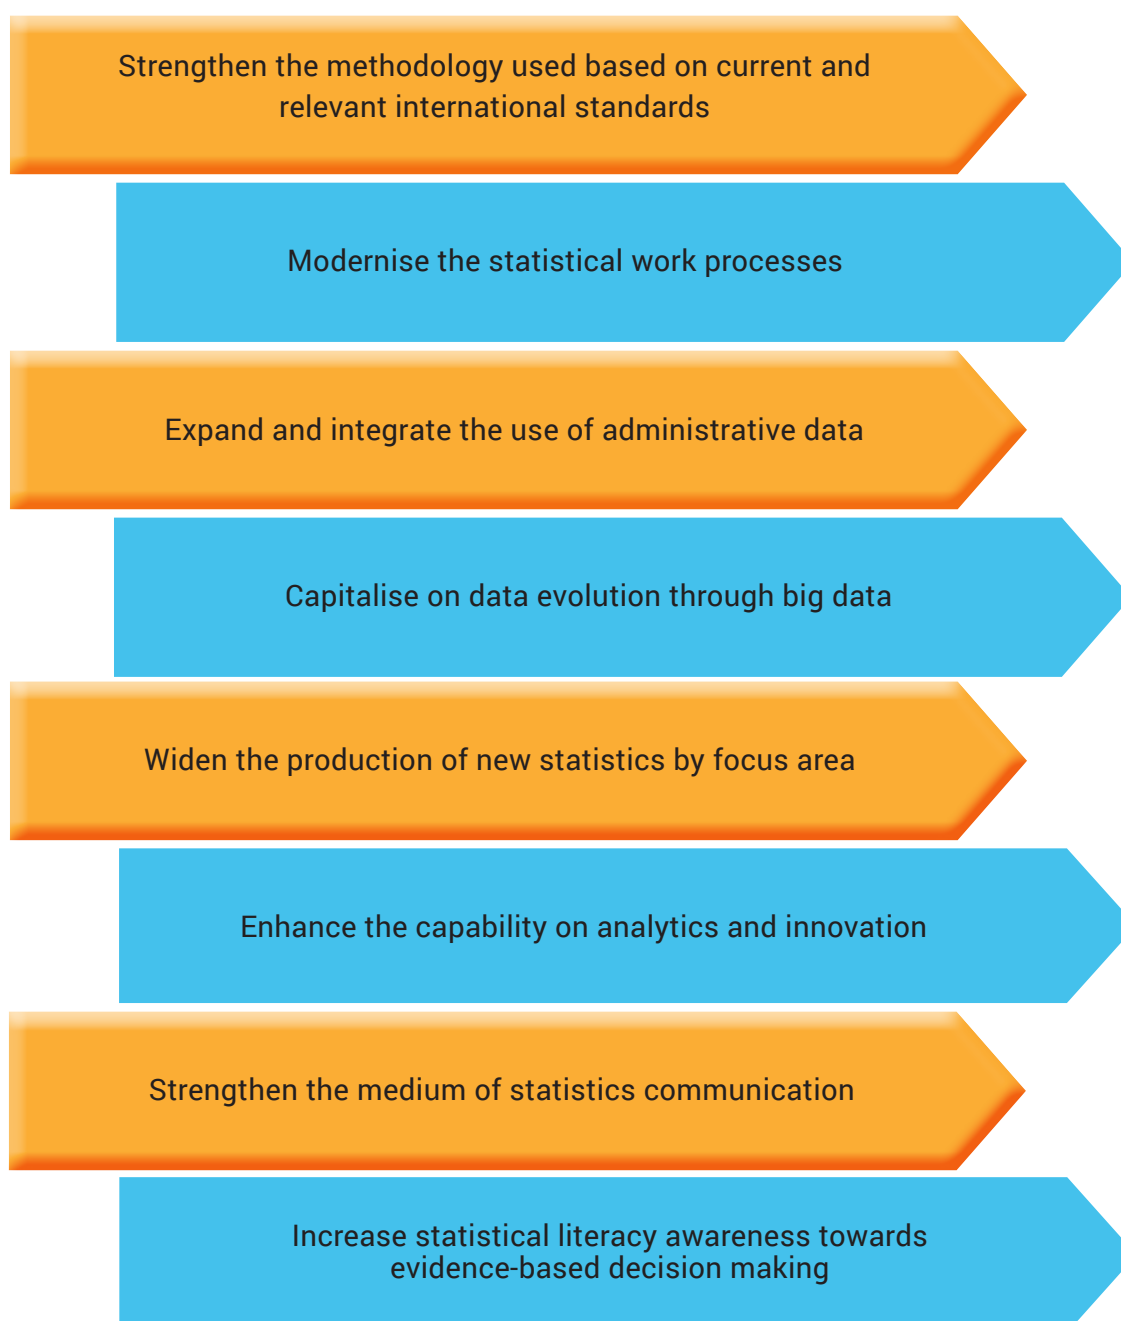 Strengthen the methodology used based on current and
relevant international standards
Modernise the statistical work processes
Expand and integrate the use of administrative data
Capitalise on data evolution through big data
Widen the production of new statistics by focus area
Enhance the capability on analytics and innovation
Strengthen the medium of statistics communication
Increase statistical literacy awareness towards
evidence-based decision making